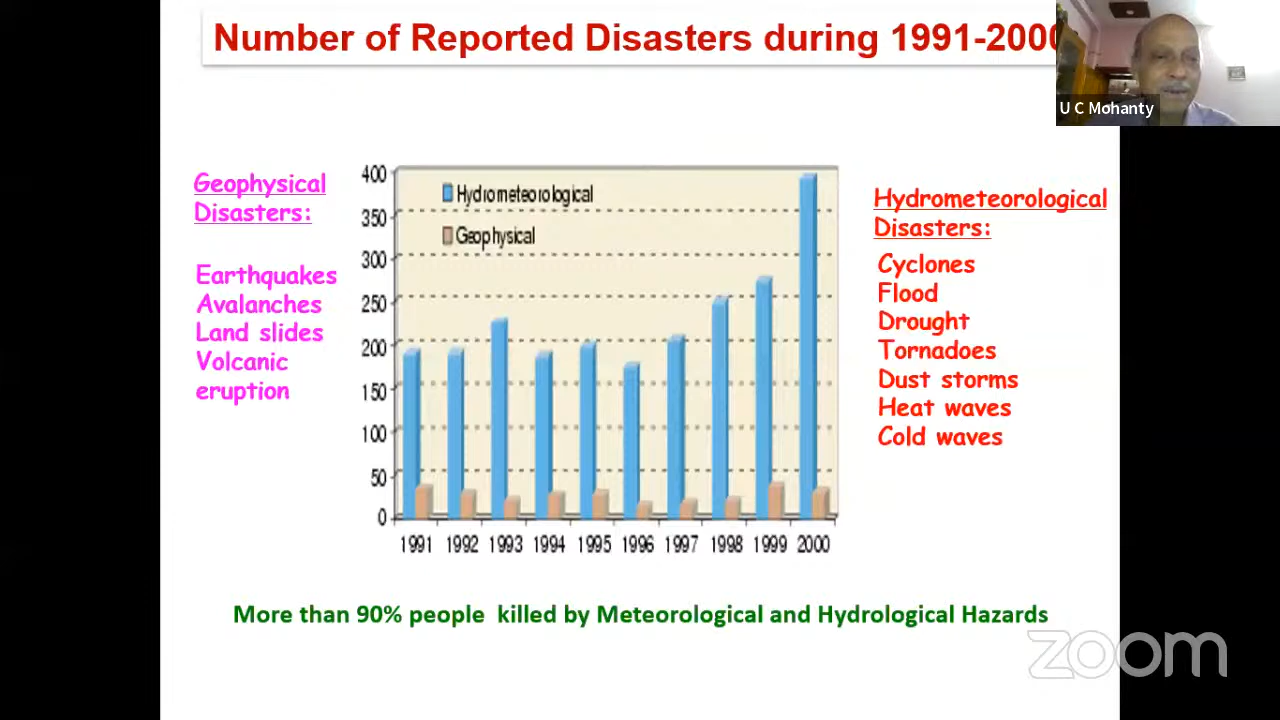 Number of Reported Disasters during 1991-2000
U C Mohanty
Geophysical
Disasters:
Earthquakes
Avalanches
Land slides
Volcanic
eruption
400
350
300
250
200
150
100
50
0
Hydrometeorological
Geophysical
1991 1992 1993 1994 1995 1996 1997 1998 1999 2000
Hydrometeorological
Disasters:
Cyclones
Flood
Drought
Tornadoes
Dust storms
Heat waves
Cold waves
More than 90% people killed by Meteorological and Hydrological Hazards
zoom